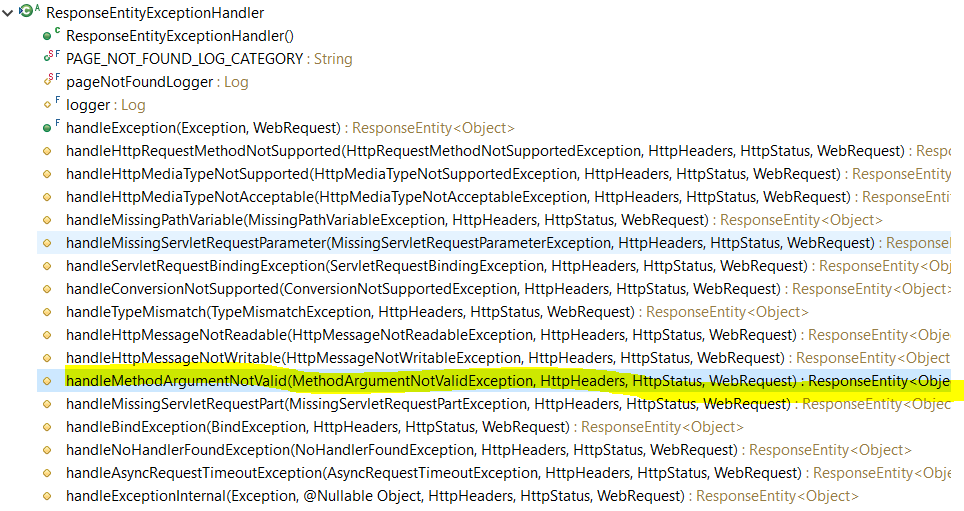 ResponseEntityExceptionHandler
ResponseEntityExceptionHandler()
PAGE_NOT_FOUND_LOG_CATEGORY : String
pageNotFoundLogger : Log
logger : Log
handleException(Exception, WebRequest) : ResponseEntity<Object>
handleHttpRequestMethodNotSupported(HttpRequestMethodNotSupportedException, HttpHeaders, HttpStatus, WebRequest) : Respo
handleHttpMediaTypeNotSupported(HttpMediaTypeNotSupportedException, HttpHeaders, HttpStatus, WebRequest) : ResponseEntity
handleHttpMediaTypeNotAcceptable(HttpMediaTypeNotAcceptableException, HttpHeaders, HttpStatus, WebRequest) : ResponseEnti
handleMissingPathVariable(MissingPathVariableException, HttpHeaders, HttpStatus, WebRequest) : ResponseEntity<Object>
handleMissingServletRequestParameter(MissingServletRequestParameterException, HttpHeaders, HttpStatus, WebRequest) : Response
handleServletRequestBindingException(ServletRequestBindingException, HttpHeaders, HttpStatus, WebRequest) : ResponseEntity<Obj
handleConversionNotSupported(ConversionNotSupportedException, HttpHeaders, HttpStatus, WebRequest) : ResponseEntity<Object>
handleTypeMismatch(TypeMismatchException, HttpHeaders, HttpStatus, WebRequest) : ResponseEntity<Object>
handleHttpMessageNotReadable(HttpMessageNotReadableException, HttpHeaders, HttpStatus, WebRequest) : ResponseEntity<Obje
handleHttpMessageNotWritable(HttpMessageNotWritableException, HttpHeaders, HttpStatus, WebRequest) : ResponseEntity<Object
handleMethodArgumentNotValid(MethodArgumentNotValidException, HttpHeaders, HttpStatus, WebRequest) : ResponseEntity<Obje
handleMissingServletRequestPart(MissingServletRequestPartException, HttpHeaders, HttpStatus, WebRequest) : ResponseEntity<Objec
handleBindException(BindException, HttpHeaders, HttpStatus, WebRequest) : ResponseEntity<Object>
handleNoHandlerFoundException(NoHandlerFoundException, HttpHeaders, HttpStatus, WebRequest) : ResponseEntity<Object>
handleAsyncRequestTimeoutException(AsyncRequestTimeoutException, HttpHeaders, HttpStatus, WebRequest) : ResponseEntity<Obje
handleExceptionInternal(Exception, @Nullable Object, HttpHeaders, HttpStatus, WebRequest) : ResponseEntity<Object>